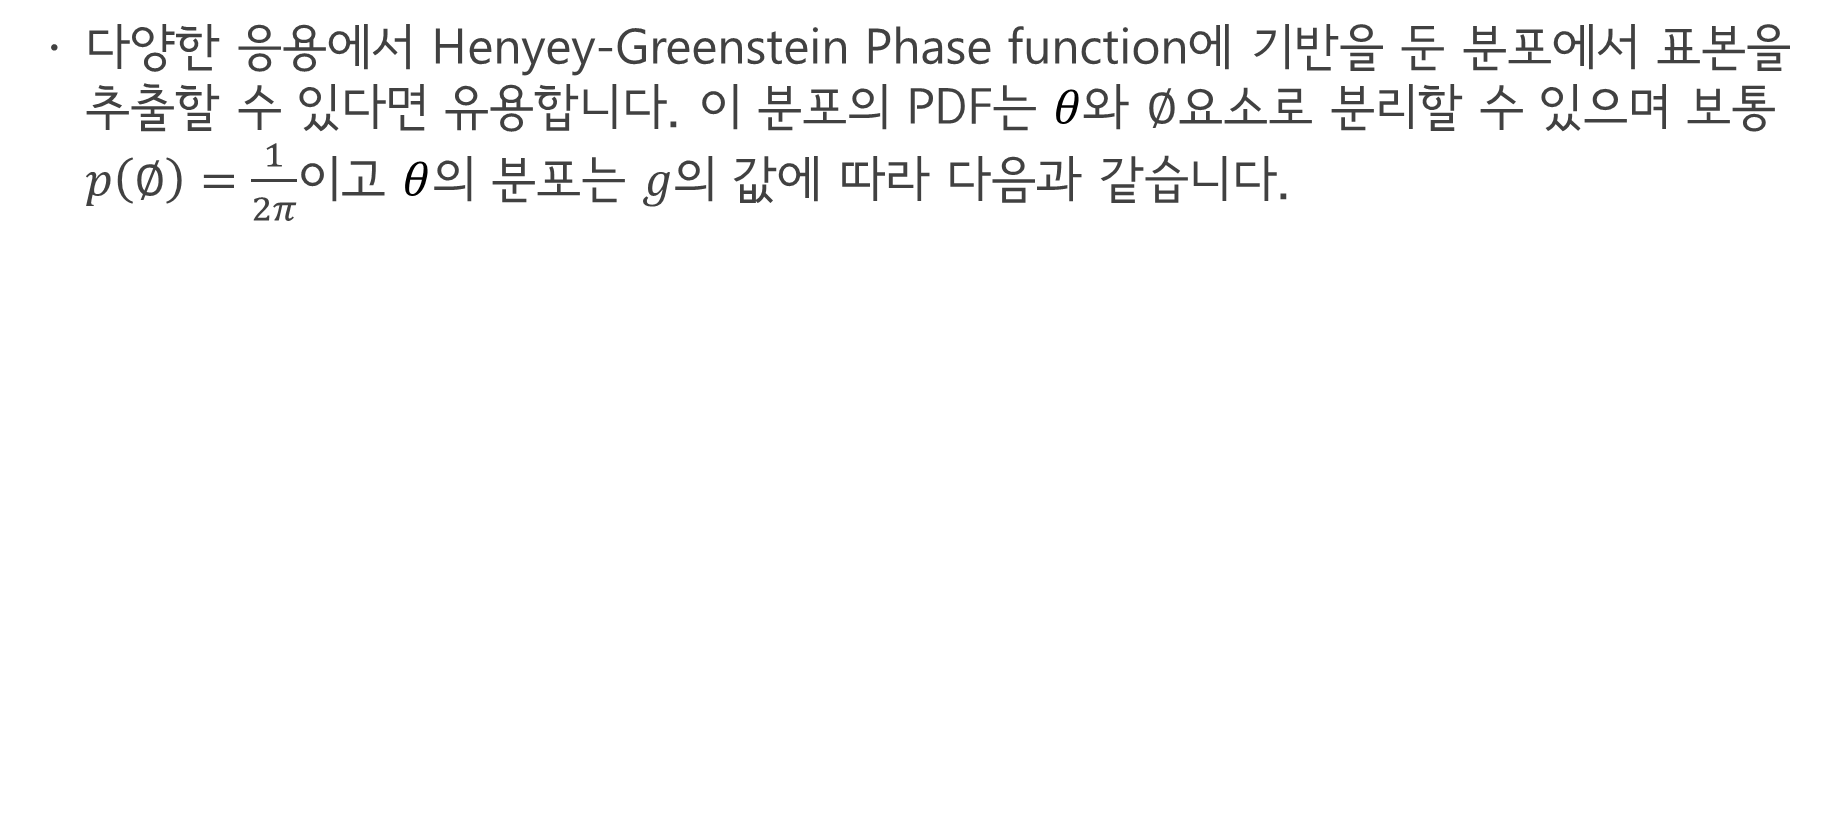 · 다양한 응용에서 Henyey-Greenstein Phase function에 기반을 둔 분포에서 표본을
추출할 수 있다면 유용합니다. 이 분포의 PDF는 θ와 ∅요소로 분리할 수 있으며 보통
p(∅) = 1/2π이고 θ의 분포는 g의 값에 따라 다음과 같습니다.